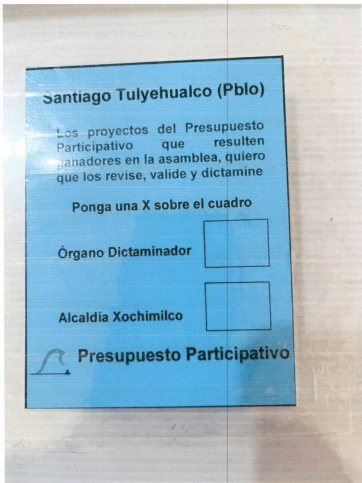 Santiago Tulyehualco (Pblo)
Los proyectos del Presupuesto
Participativo que resulten
ganadores en la asamblea, quiero
que los revise, valide y dictamine
Ponga una X sobre el cuadro
Órgano Dictaminador
Alcaldía Xochimilco
Presupuesto Participativo